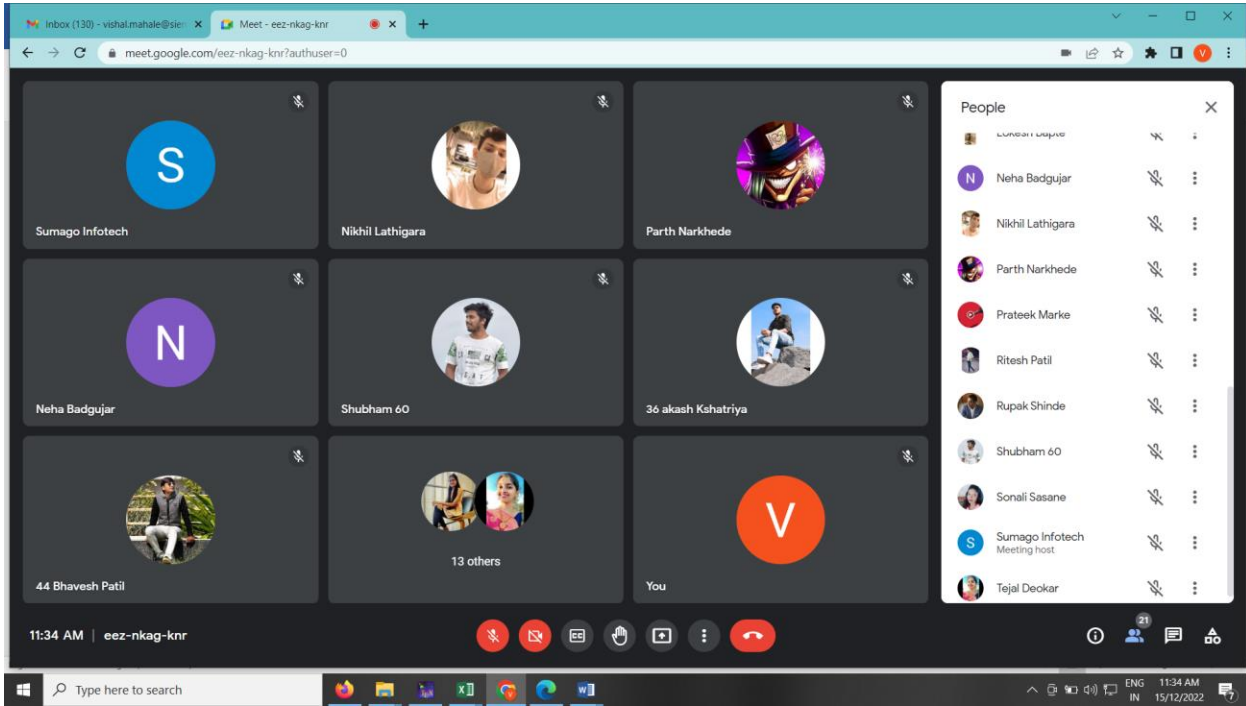 Inbox (130) - vishal.mahale@sier
Meet - eez-nkag-knr
meet.google.com/eez-nkag-knr?authuser=0
V
S
Sumago Infotech
Nikhil Lathigara
Parth Narkhede
N
Neha Badgujar
Shubham 60
36 akash Kshatriya
44 Bhavesh Patil
13 others
V
You
People
Neha Badgujar
N
Nikhil Lathigara
Parth Narkhede
Prateek Marke
Ritesh Patil
Rupak Shinde
Shubham 60
Sonali Sasane
S
Sumago Infotech
Meeting host
Tejal Deokar
11:34 AM | eez-nkag-knr
21
Type here to search
ENG
IN
11:34 AM
15/12/2022
7